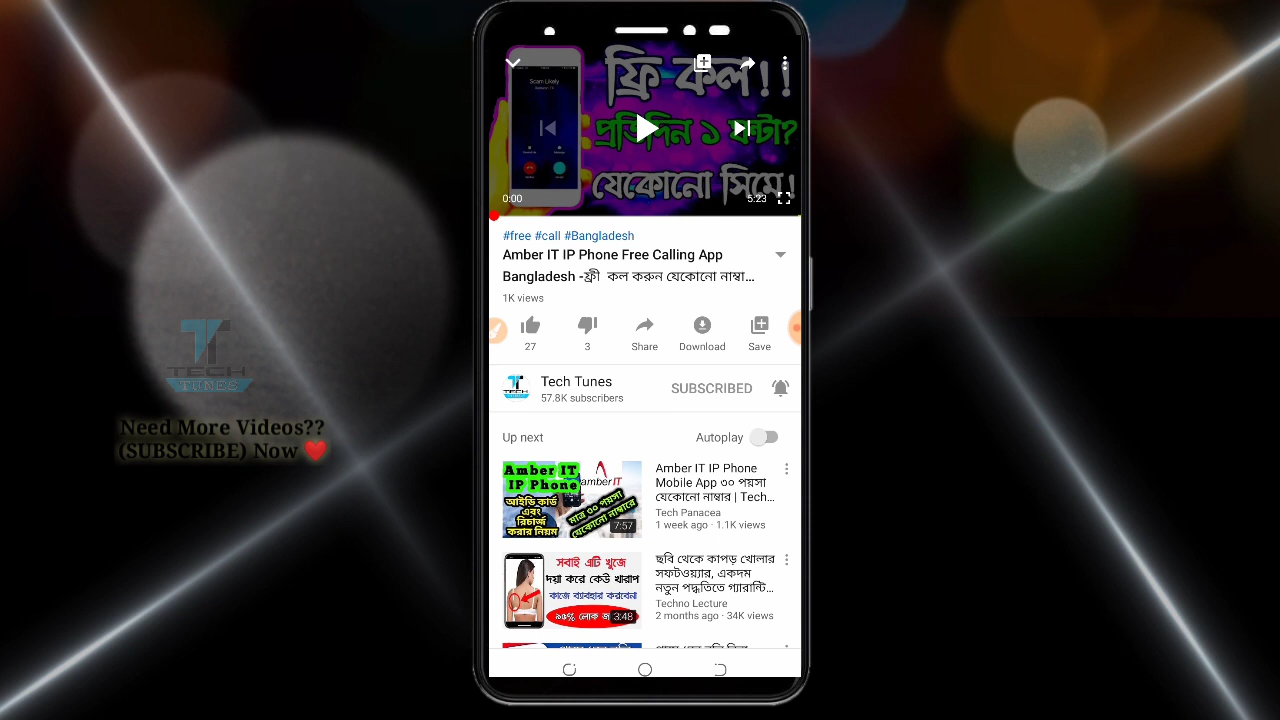 Scam Likely
ফ্রি কল!!
প্রতিদিন ১ ঘন্টা?
যেকোনো সিমে!
0:00
5:23
#free #call #Bangladesh
Amber IT IP Phone Free Calling App
Bangladesh -ফ্রী কল করুন যেকোনো নাম্বা...
1K views
27
3
Share
Download
Save
Tech Tunes
57.8K subscribers
SUBSCRIBED
TECH
TUNES
Need More Videos??
(SUBSCRIBE) Now ❤️
Up next
Autoplay
Amber IT
IP Phone
amberIT
আইডি কার্ড
এবং
রিচার্জ
করার নিয়ম
মাত্র ৩০ পয়সা
যেকোনো নাম্বারে
7:57
Amber IT IP Phone
Mobile App ৩০ পয়সা
যেকোনো নাম্বার | Tech...
Tech Panacea
1 week ago · 1.1K views
সবাই এটি খুজে
দয়া করে কেউ খারাপ
কাজে ব্যবহার করবেনা
৯৫% লোক
3:48
ছবি থেকে কাপড় খোলার
সফটওয়্যার, একদম
নতুন পদ্ধতিতে গ্যারান্টি...
Techno Lecture
2 months ago · 34K views